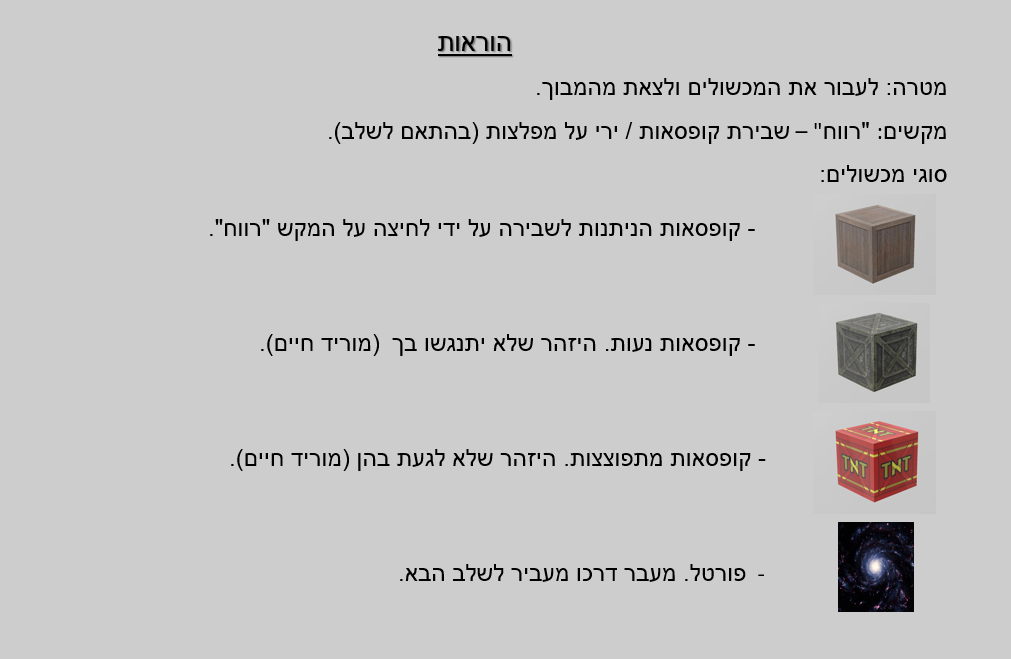 הוראות
מטרה: לעבור את המכשולים ולצאת מהמבוך.
מקשים: "רווח" – שבירת קופסאות / ירי על מפלצות (בהתאם לשלב).
סוגי מכשולים:
- קופסאות הניתנות לשבירה על ידי לחיצה על המקש "רווח".
- קופסאות נעות. היזהר שלא יתנגשו בך (מוריד חיים).
- קופסאות מתפוצצות. היזהר שלא לגעת בהן (מוריד חיים).
TNT
TNT TNT
- פורטל. מעבר דרכו מעביר לשלב הבא.